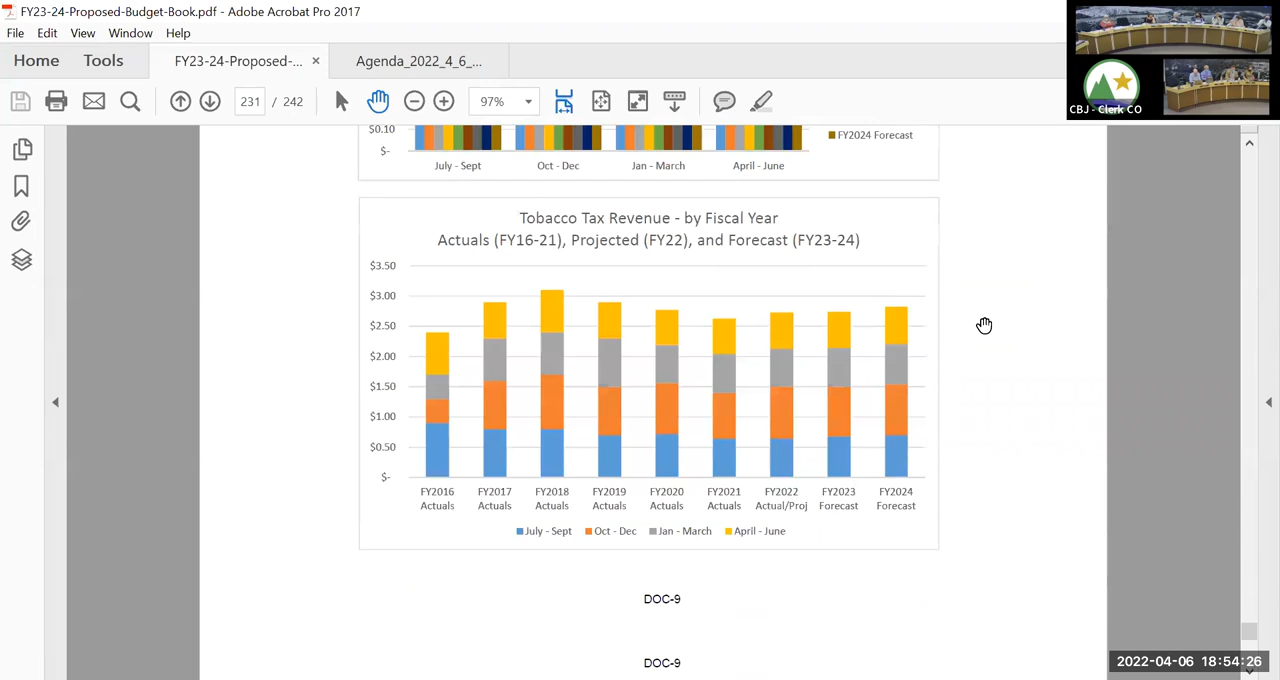 FY23-24-Proposed-Budget-Book.pdf - Adobe Acrobat Pro 2017
File Edit View Window Help
Home Tools FY23-24-Proposed-... × Agenda_2022_4_6_...
231 / 242 97%
CBJ - Clerk CO
$0.10
$-
July - Sept Oct - Dec Jan - March April - June
FY2024 Forecast
Tobacco Tax Revenue - by Fiscal Year
Actuals (FY16-21), Projected (FY22), and Forecast (FY23-24)
$3.50
$3.00
$2.50
$2.00
$1.50
$1.00
$0.50
$-
FY2016 FY2017 FY2018 FY2019 FY2020 FY2021 FY2022 FY2023 FY2024
Actuals Actuals Actuals Actuals Actuals Actuals Actual/Proj Forecast Forecast
July - Sept Oct - Dec Jan - March April - June
DOC-9
DOC-9
2022-04-06 18:54:26